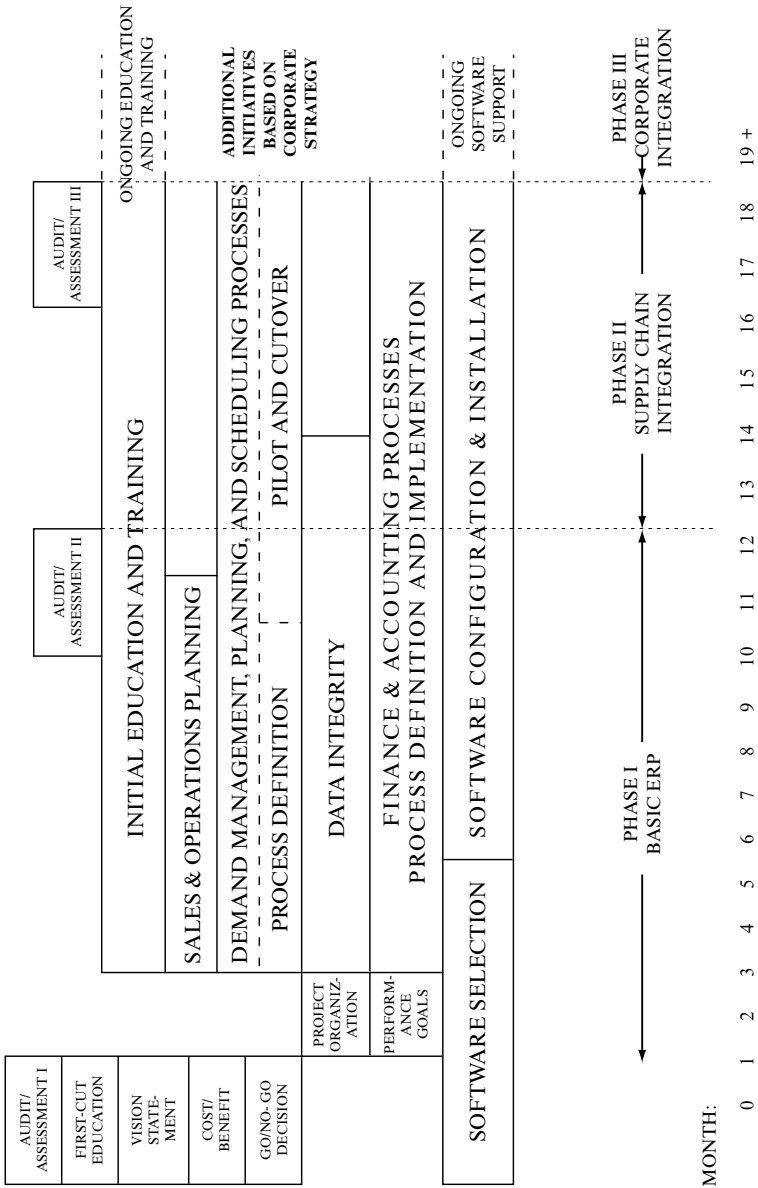 AUDIT/
ASSESSMENT I
FIRST-CUT
EDUCATION
VISION
STATE-
MENT
COST/
BENEFIT
GO/NO- GO
DECISION
PROJECT
ORGANIZ-
ATION
PERFORM-
ANCE
GOALS
SOFTWARE SELECTION
AUDIT/
ASSESSMENT II
AUDIT/
ASSESSMENT III
INITIAL EDUCATION AND TRAINING
ONGOING EDUCATION
AND TRAINING
SALES & OPERATIONS PLANNING
DEMAND MANAGEMENT, PLANNING, AND SCHEDULING PROCESSES
PROCESS DEFINITION
PILOT AND CUTOVER
ADDITIONAL
INITIATIVES
BASED ON
CORPORATE
STRATEGY
DATA INTEGRITY
FINANCE & ACCOUNTING PROCESSES
PROCESS DEFINITION AND IMPLEMENTATION
SOFTWARE CONFIGURATION & INSTALLATION
ONGOING
SOFTWARE
SUPPORT
PHASE I
BASIC ERP
PHASE II
SUPPLY CHAIN
INTEGRATION
PHASE III
CORPORATE
INTEGRATION
MONTH:
0 1 2 3 4 5 6 7 8 9 10 11 12 13 14 15 16 17 18 19 +